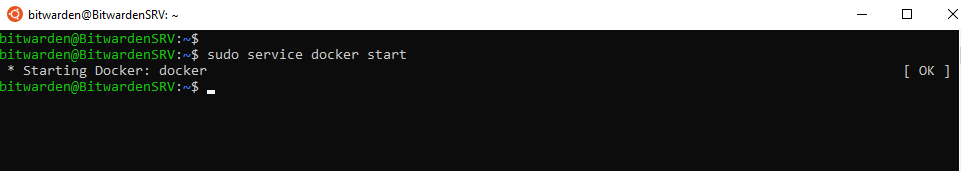 bitwarden@BitwardenSRV: ~
bitwarden@BitwardenSRV:~$
bitwarden@BitwardenSRV:~$ sudo service docker start
* Starting Docker: docker [ OK ]
bitwarden@BitwardenSRV:~$